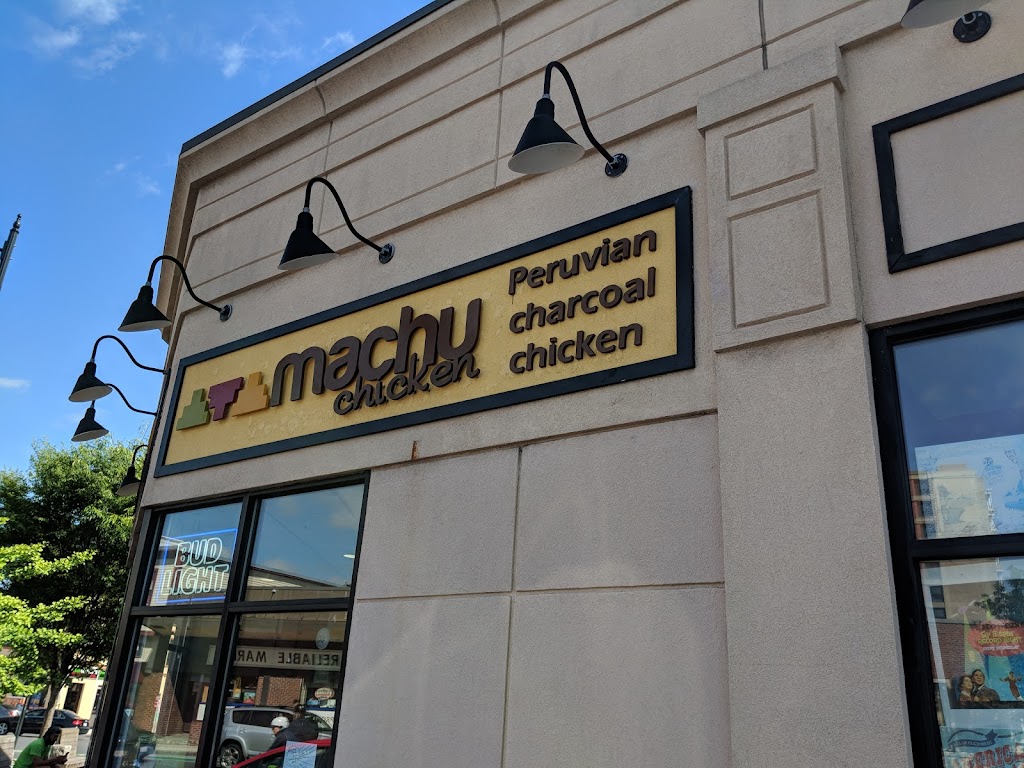 machu
chicken
Peruvian
charcoal
chicken
BUD
LIGHT
RELIABLE MAR